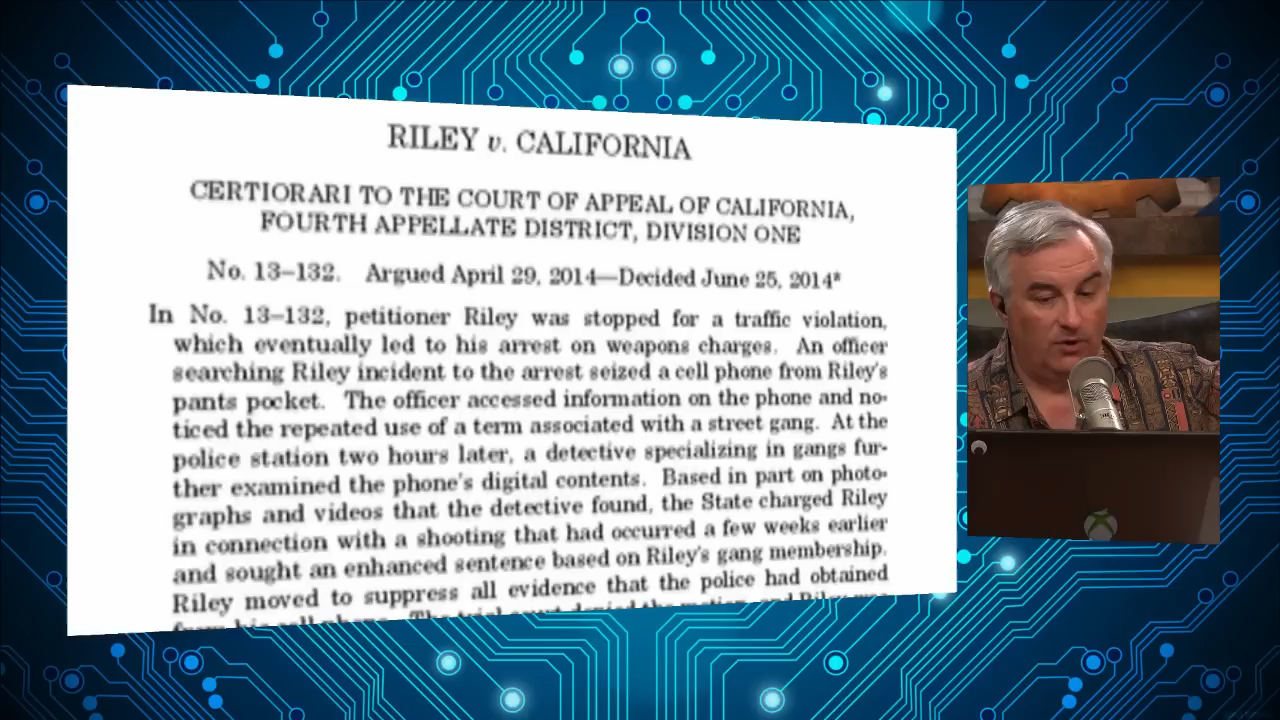 RILEY v. CALIFORNIA
CERTIORARI TO THE COURT OF APPEAL OF CALIFORNIA,
FOURTH APPELLATE DISTRICT, DIVISION ONE
No. 13–132. Argued April 29, 2014—Decided June 25, 2014*
In No. 13–132, petitioner Riley was stopped for a traffic violation,
which eventually led to his arrest on weapons charges. An officer
searching Riley incident to the arrest seized a cell phone from Riley's
pants pocket. The officer accessed information on the phone and no-
ticed the repeated use of a term associated with a street gang. At the
police station two hours later, a detective specializing in gangs fur-
ther examined the phone's digital contents. Based in part on photo-
graphs and videos that the detective found, the State charged Riley
in connection with a shooting that had occurred a few weeks earlier
and sought an enhanced sentence based on Riley's gang membership.
Riley moved to suppress all evidence that the police had obtained